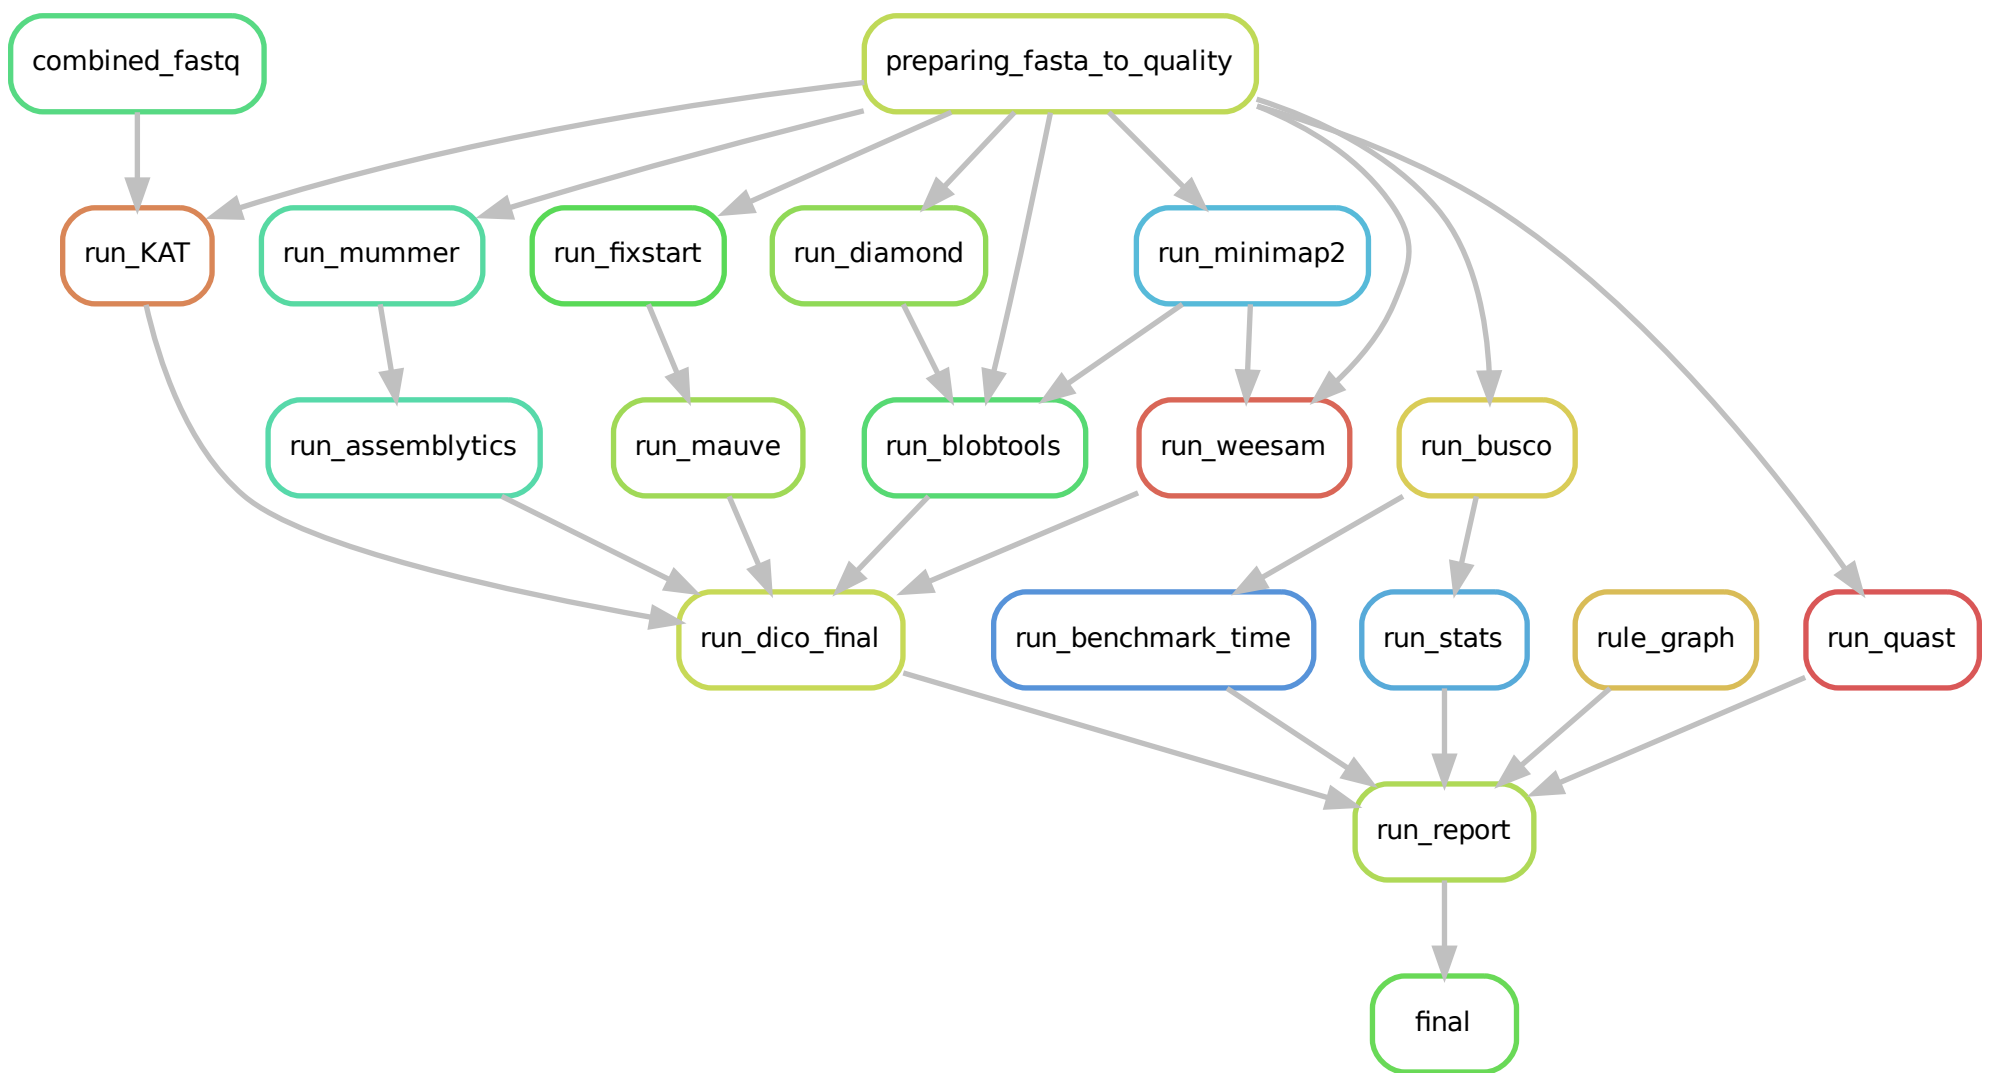 combined_fastq
preparing_fasta_to_quality
run_KAT
run_mummer
run_fixstart
run_diamond
run_minimap2
run_assemblytics
run_mauve
run_blobtools
run_weesam
run_busco
run_dico_final
run_benchmark_time
run_stats
rule_graph
run_quast
run_report
final